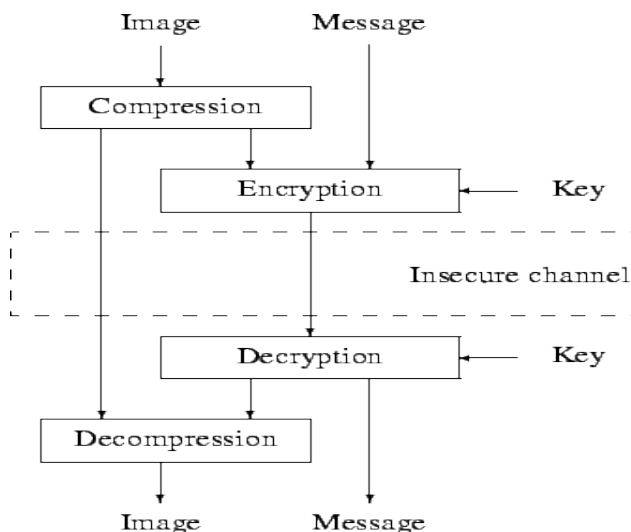 Image Message
Compression
Encryption Key
Insecure channel
Decryption Key
Decompression
Image Message